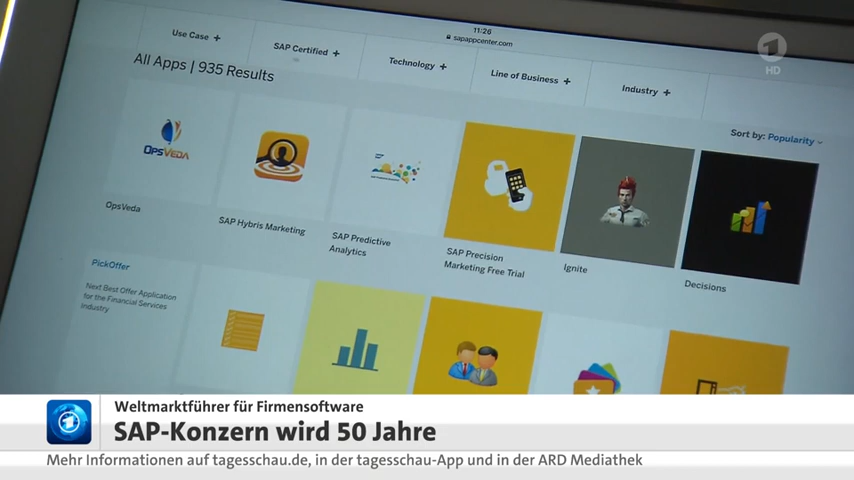 11:26
sapappcenter.com
Use Case +
SAP Certified +
Technology +
Line of Business +
Industry +
All Apps | 935 Results
Sort by: Popularity
HD
OPSVEDA
OpsVeda
SAP Hybris Marketing
SAP Predictive
Analytics
SAP Precision
Marketing Free Trial
Ignite
Decisions
PickOffer
Next Best Offer Application
for the Financial Services
Industry
Weltmarktführer für Firmensoftware
SAP-Konzern wird 50 Jahre
Mehr Informationen auf tagesschau.de, in der tagesschau-App und in der ARD Mediathek